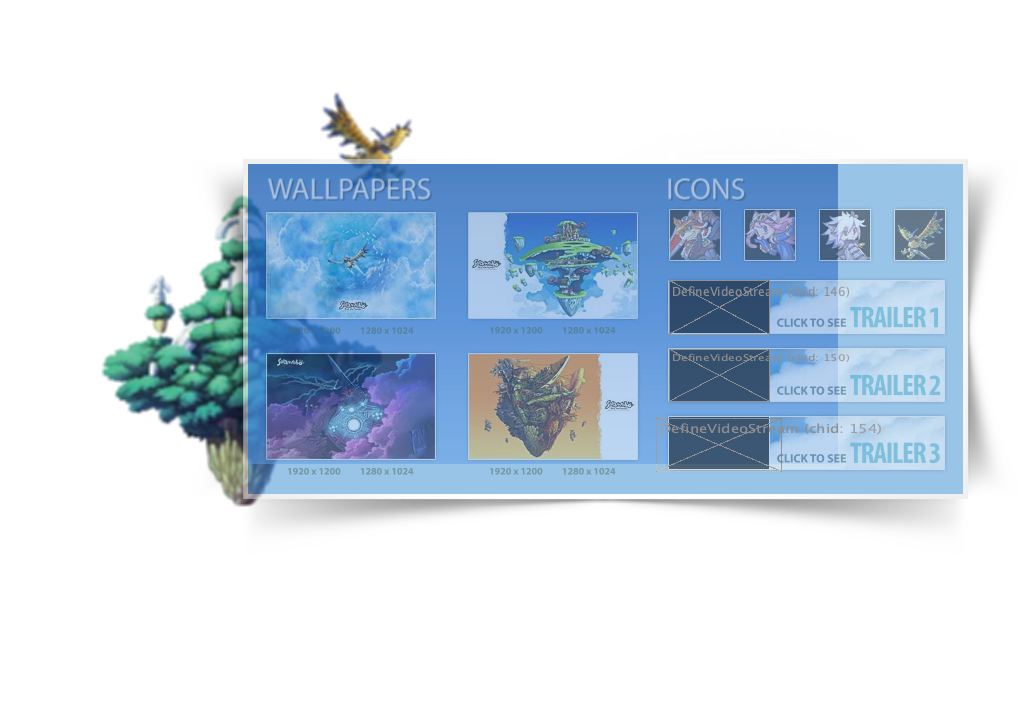 WALLPAPERS
ICONS
DefineVideoStream (chid: 146)
CLICK TO SEE TRAILER 1
1920 x 1200 1280 x 1024
1920 x 1200 1280 x 1024
DefineVideoStream (chid: 150)
CLICK TO SEE TRAILER 2
DefineVideoStream (chid: 154)
CLICK TO SEE TRAILER 3
1920 x 1200 1280 x 1024
1920 x 1200 1280 x 1024